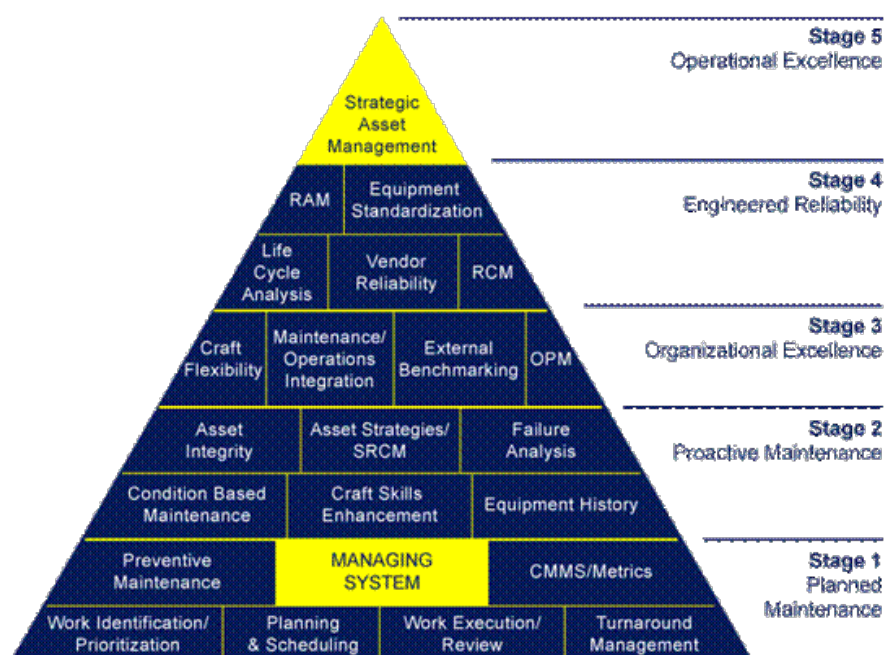 Stage 5
Operational Excellence
Strategic
Asset
Management
Stage 4
Engineered Reliability
RAM
Equipment
Standardization
Life
Cycle
Analysis
Vendor
Reliability
RCM
Stage 3
Organizational Excellence
Craft
Flexibility
Maintenance/
Operations
Integration
External
Benchmarking
OPM
Stage 2
Proactive Maintenance
Asset
Integrity
Asset Strategies/
SRCM
Failure
Analysis
Condition Based
Maintenance
Craft Skills
Enhancement
Equipment History
Stage 1
Planned
Maintenance
Preventive
Maintenance
MANAGING
SYSTEM
CMMS/Metrics
Work Identification/
Prioritization
Planning
& Scheduling
Work Execution/
Review
Turnaround
Management